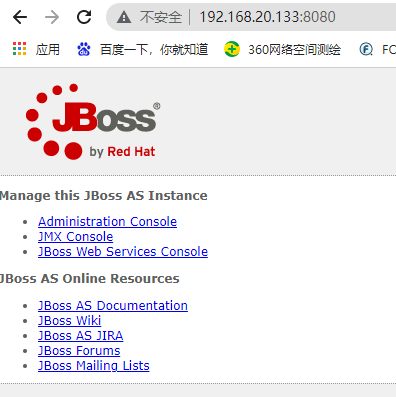 不安全 | 192.168.20.133:8080
应用 百度一下，你就知道 360网络空间测绘 FC
JBoss®
by Red Hat
Manage this JBoss AS Instance
Administration Console
JMX Console
JBoss Web Services Console
JBoss AS Online Resources
JBoss AS Documentation
JBoss Wiki
JBoss AS JIRA
JBoss Forums
JBoss Mailing Lists